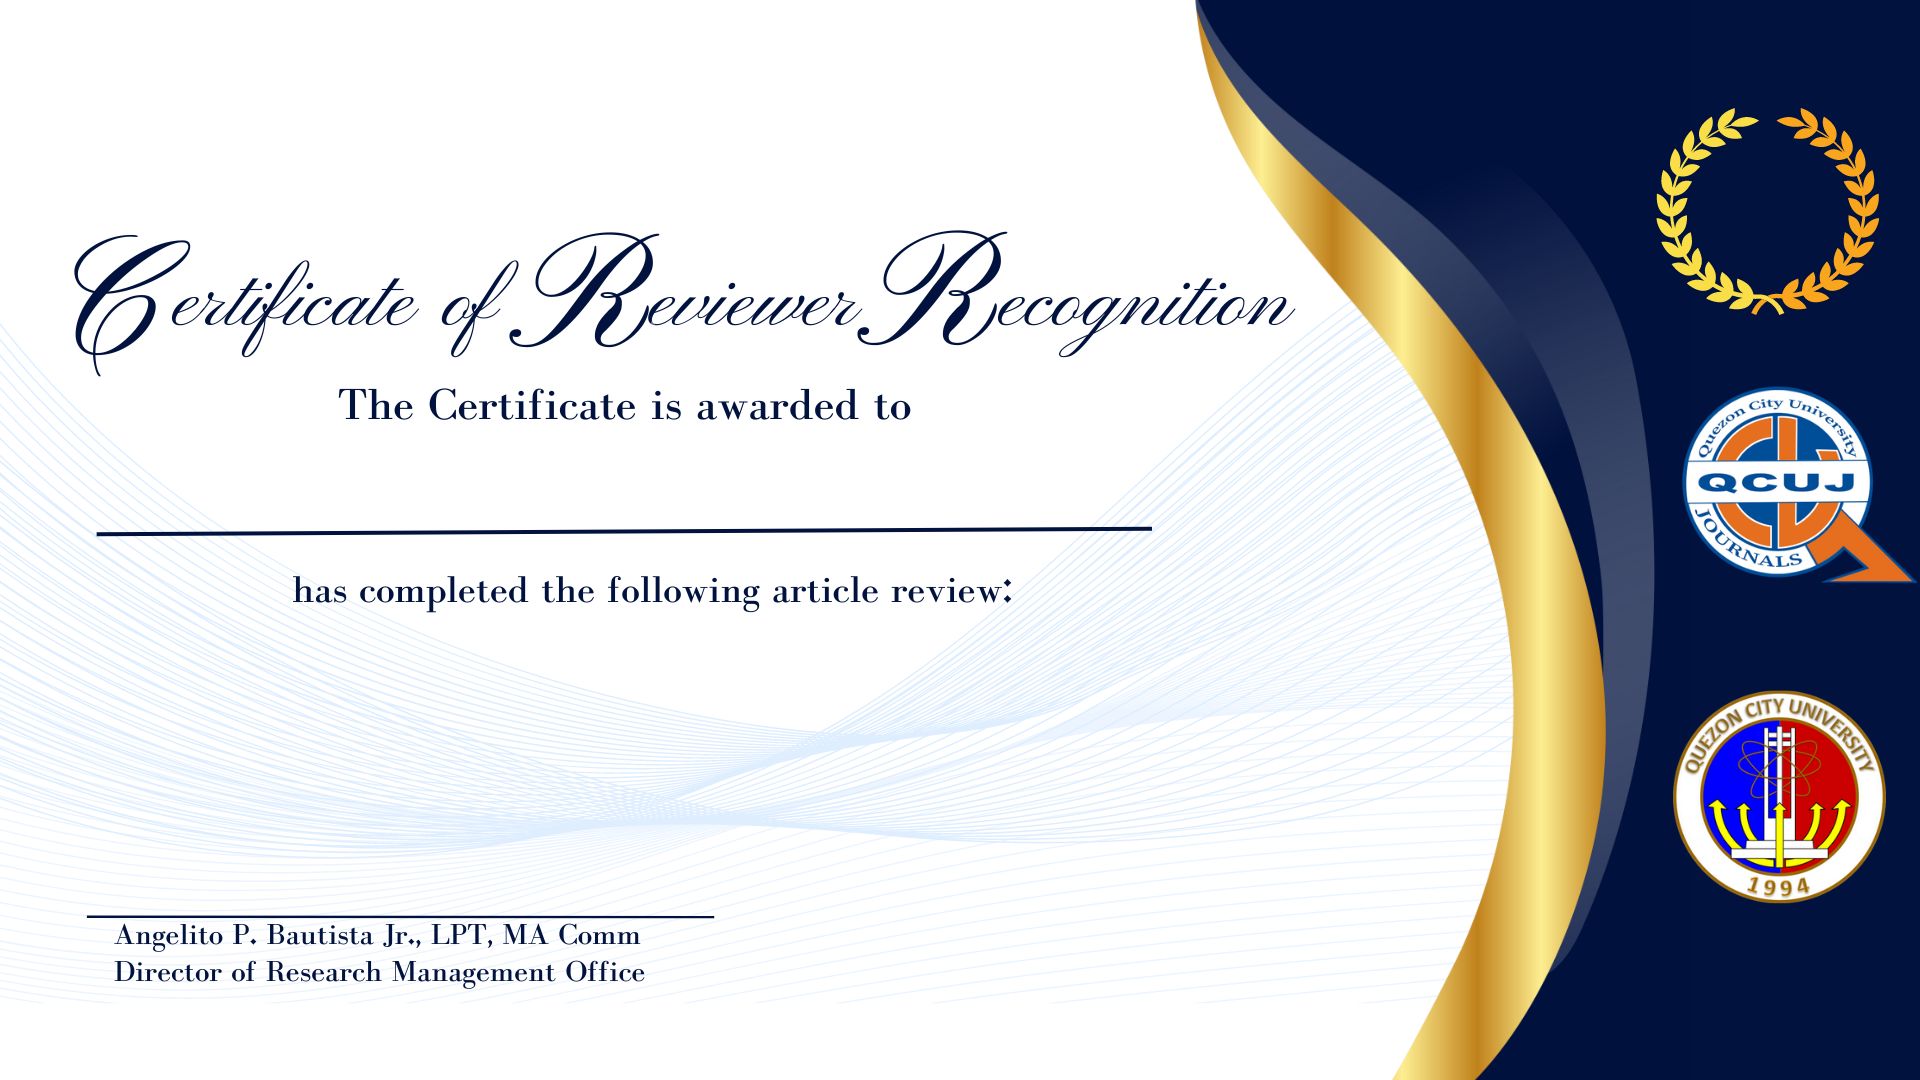 Certificate of Reviewer Recognition
The Certificate is awarded to
has completed the following article review:
Angelito P. Bautista Jr., LPT, MA Comm
Director of Research Management Office
Quezon City University
QCUJ
JOURNALS
QUEZON CITY UNIVERSITY
1994